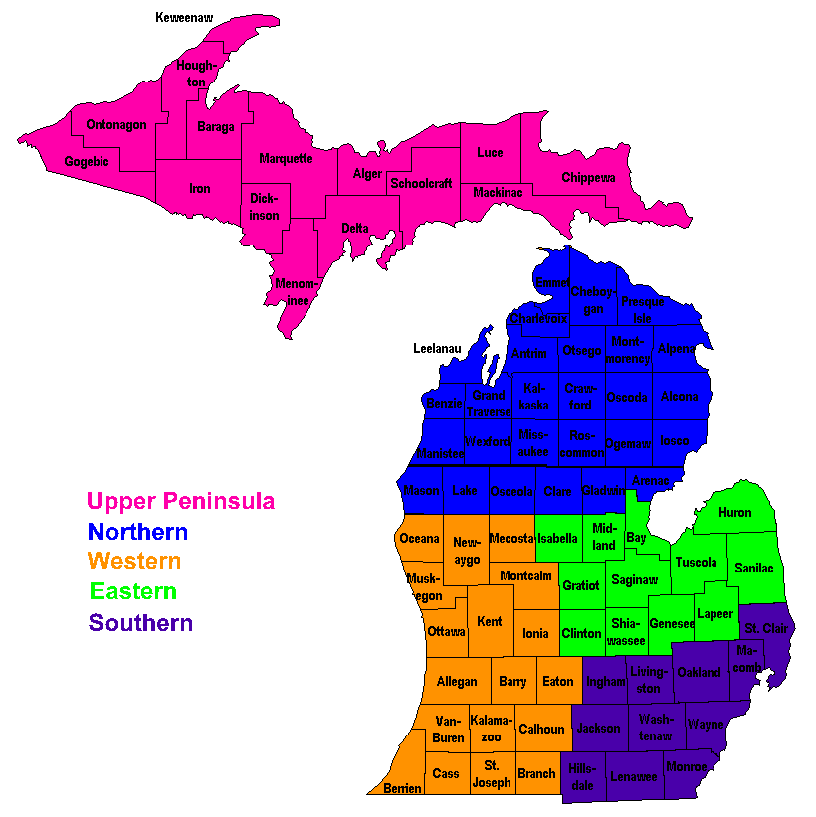 Keweenaw
Hough-
ton
Ontonagon
Baraga
Gogebic
Marquette
Luce
Iron
Alger
Schoolcraft
Chippewa
Mackinac
Dick-
inson
Delta
Menom-
inee
Emmet
Cheboy-
gan
Presque
Isle
Charlevoix
Leelanau
Antrim
Otsego
Mont-
morency
Alpena
Benzie
Grand
Traverse
Kal-
kaska
Craw-
ford
Oscoda
Alcona
Manistee
Wexford
Miss-
aukee
Ros-
common
Ogemaw
Iosco
Mason
Lake
Osceola
Clare
Gladwin
Arenac
Upper Peninsula
Northern
Western
Eastern
Southern
Oceana
New-
aygo
Mecosta
Isabella
Mid-
land
Bay
Huron
Musk-
egon
Montcalm
Gratiot
Saginaw
Tuscola
Sanilac
Ottawa
Kent
Ionia
Clinton
Shia-
wassee
Genesee
Lapeer
St. Clair
Allegan
Barry
Eaton
Ingham
Living-
ston
Oakland
Ma-
comb
Van-
Buren
Kalama-
zoo
Calhoun
Jackson
Wash-
tenaw
Wayne
Berrien
Cass
St.
Joseph
Branch
Hills-
dale
Lenawee
Monroe